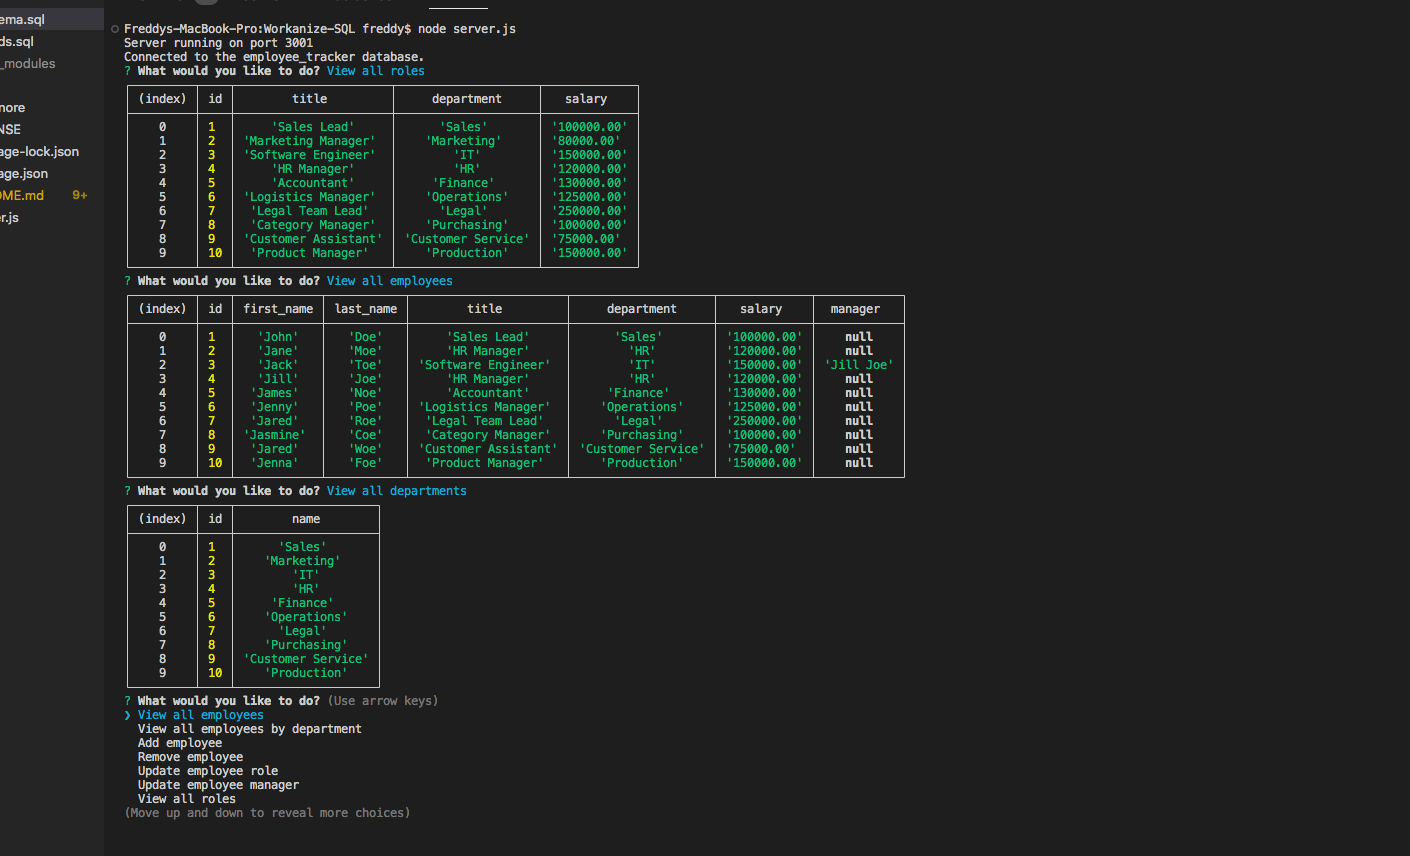 ema.sql
ds.sql
_modules
nore
NSE
age-lock.json
age.json
OME.md 9+
r.js
Freddys-MacBook-Pro:Workanize-SQL freddy$ node server.js
Server running on port 3001
Connected to the employee_tracker database.
? What would you like to do? View all roles
(index) id title department salary
0 1 'Sales Lead' 'Sales' '100000.00'
1 2 'Marketing Manager' 'Marketing' '80000.00'
2 3 'Software Engineer' 'IT' '150000.00'
3 4 'HR Manager' 'HR' '120000.00'
4 5 'Accountant' 'Finance' '130000.00'
5 6 'Logistics Manager' 'Operations' '125000.00'
6 7 'Legal Team Lead' 'Legal' '250000.00'
7 8 'Category Manager' 'Purchasing' '100000.00'
8 9 'Customer Assistant' 'Customer Service' '75000.00'
9 10 'Product Manager' 'Production' '150000.00'
? What would you like to do? View all employees
(index) id first_name last_name title department salary manager
0 1 'John' 'Doe' 'Sales Lead' 'Sales' '100000.00' null
1 2 'Jane' 'Moe' 'HR Manager' 'HR' '120000.00' null
2 3 'Jack' 'Toe' 'Software Engineer' 'IT' '150000.00' 'Jill Joe'
3 4 'Jill' 'Joe' 'HR Manager' 'HR' '120000.00' null
4 5 'James' 'Noe' 'Accountant' 'Finance' '130000.00' null
5 6 'Jenny' 'Poe' 'Logistics Manager' 'Operations' '125000.00' null
6 7 'Jared' 'Roe' 'Legal Team Lead' 'Legal' '250000.00' null
7 8 'Jasmine' 'Coe' 'Category Manager' 'Purchasing' '100000.00' null
8 9 'Jared' 'Woe' 'Customer Assistant' 'Customer Service' '75000.00' null
9 10 'Jenna' 'Foe' 'Product Manager' 'Production' '150000.00' null
? What would you like to do? View all departments
(index) id name
0 1 'Sales'
1 2 'Marketing'
2 3 'IT'
3 4 'HR'
4 5 'Finance'
5 6 'Operations'
6 7 'Legal'
7 8 'Purchasing'
8 9 'Customer Service'
9 10 'Production'
? What would you like to do? (Use arrow keys)
❯ View all employees
View all employees by department
Add employee
Remove employee
Update employee role
Update employee manager
View all roles
(Move up and down to reveal more choices)